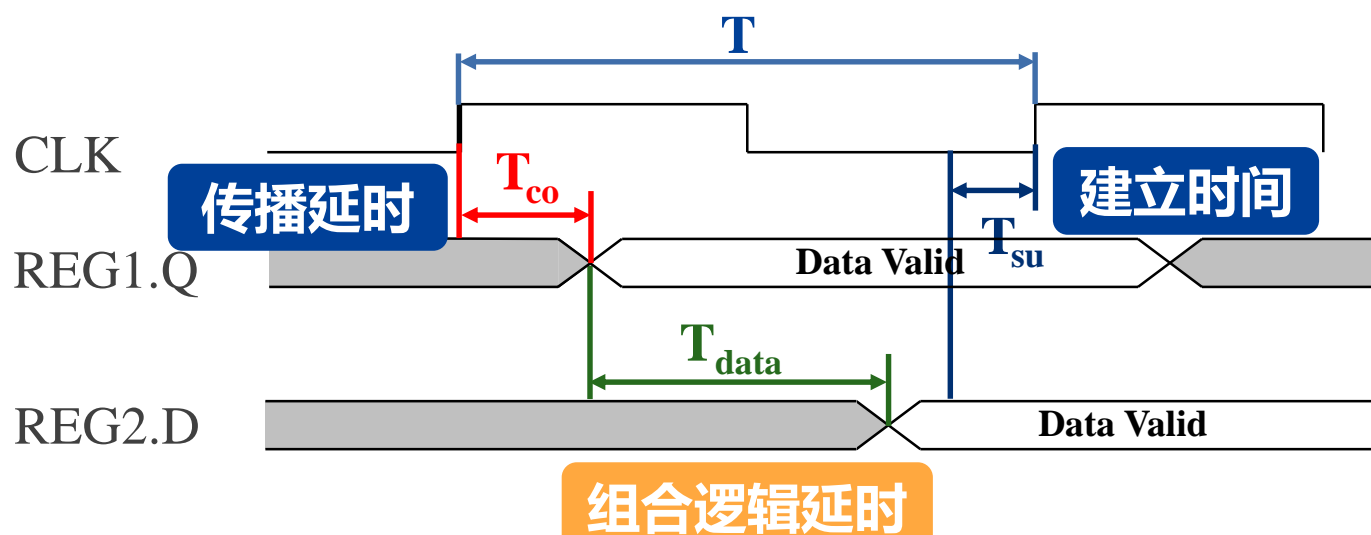 T
CLK
传播延时
Tco
建立时间
Tsu
REG1.Q
Data Valid
Tdata
REG2.D
Data Valid
组合逻辑延时